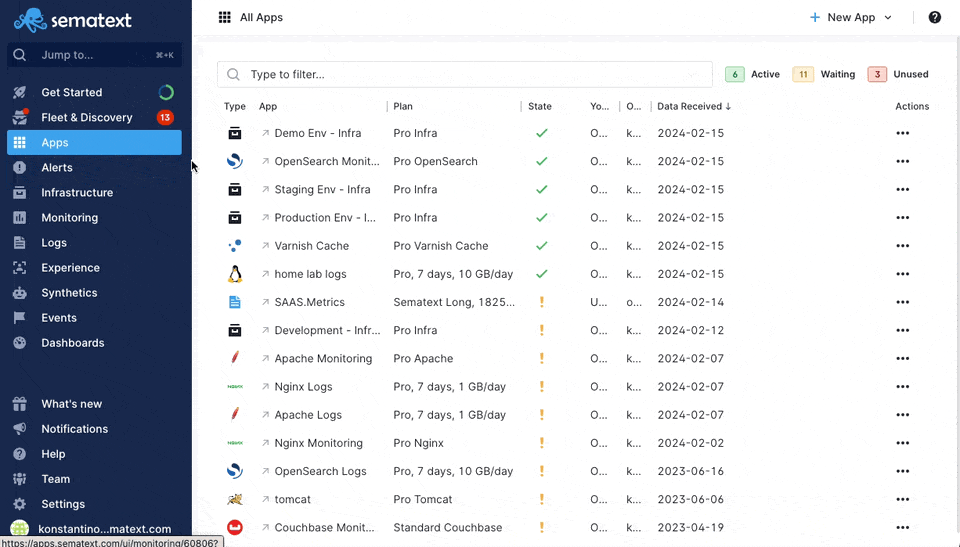 sematext
Jump to... ⌘+K
Get Started
Fleet & Discovery 13
Apps
Alerts
Infrastructure
Monitoring
Logs
Experience
Synthetics
Events
Dashboards
What's new
Notifications
Help
Team
Settings
konstantino...matext.com
https://apps.sematext.com/ui/monitoring/60806?
All Apps
+ New App
?
Type to filter...
6 Active 11 Waiting 3 Unused
Type App Plan State Yo... O... Data Received ↓ Actions
Demo Env - Infra Pro Infra O... k... 2024-02-15
OpenSearch Monit... Pro OpenSearch O... k... 2024-02-15
Staging Env - Infra Pro Infra O... k... 2024-02-15
Production Env - I... Pro Infra O... k... 2024-02-15
Varnish Cache Pro Varnish Cache O... k... 2024-02-15
home lab logs Pro, 7 days, 10 GB/day O... k... 2024-02-15
SAAS.Metrics Sematext Long, 1825... ! U... o... 2024-02-14
Development - Infr... Pro Infra ! O... k... 2024-02-12
Apache Monitoring Pro Apache ! O... k... 2024-02-07
NGINX Nginx Logs Pro, 7 days, 1 GB/day ! O... k... 2024-02-07
Apache Logs Pro, 7 days, 1 GB/day ! O... k... 2024-02-07
NGINX Nginx Monitoring Pro Nginx ! O... k... 2024-02-02
OpenSearch Logs Pro, 7 days, 10 GB/day ! O... k... 2023-06-16
tomcat Pro Tomcat ! O... k... 2023-06-06
Couchbase Monit... Standard Couchbase ! O... k... 2023-04-19